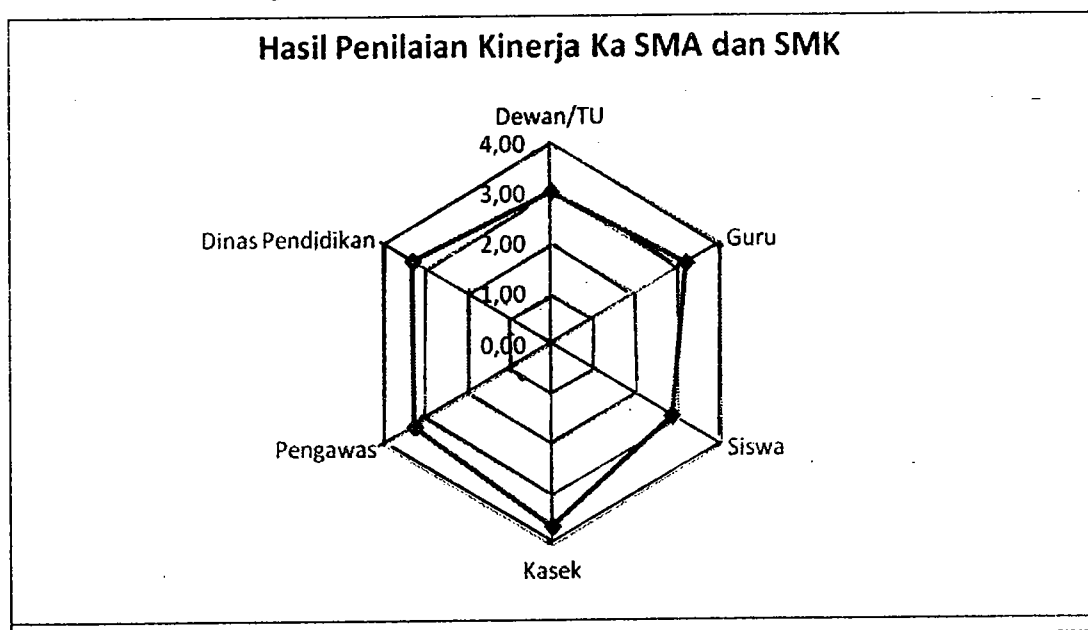 Hasil Penilaian Kinerja Ka SMA dan SMK
Dewan/TU
4,00
3,00
2,00
1,00
0,00
Dinas Pendidikan
Guru
Pengawas
Siswa
Kasek